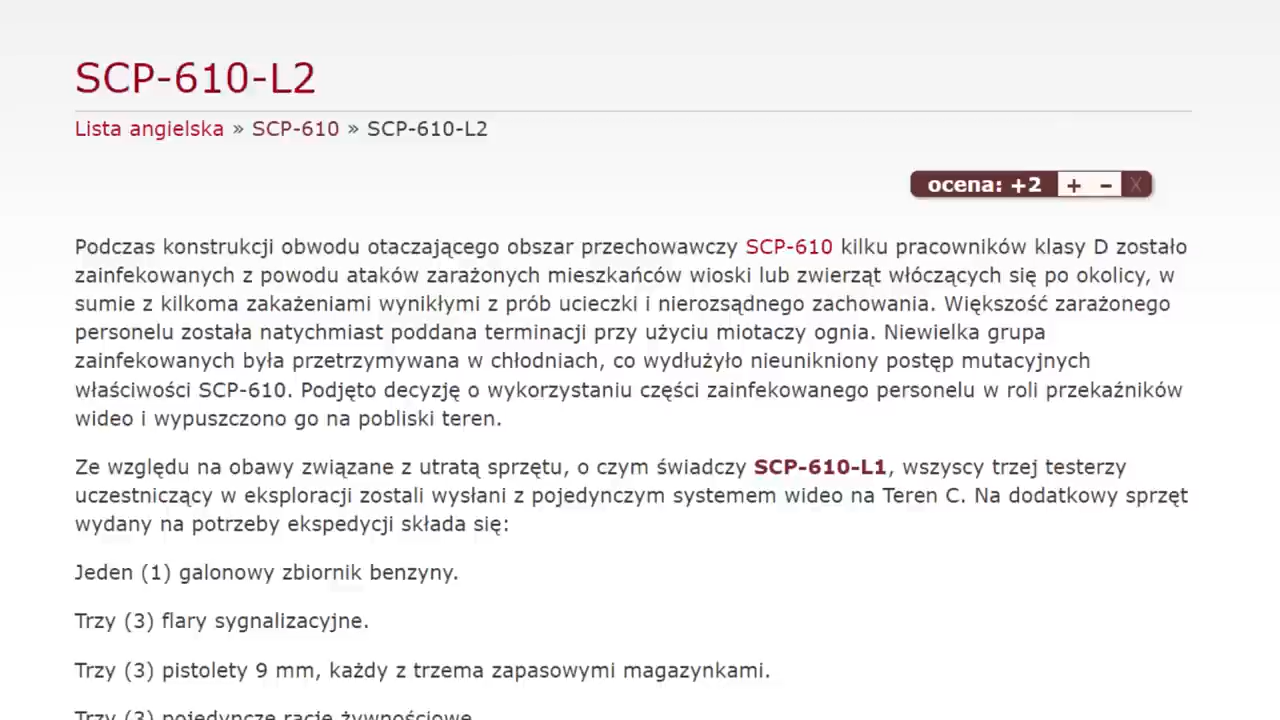 SCP-610-L2
Lista angielska » SCP-610 » SCP-610-L2
ocena: +2 + – X
Podczas konstrukcji obwodu otaczającego obszar przechowawczy SCP-610 kilku pracowników klasy D zostało
zainfekowanych z powodu ataków zarażonych mieszkańców wioski lub zwierząt włóczących się po okolicy, w
sumie z kilkoma zakażeniami wynikłymi z prób ucieczki i nierozsądnego zachowania. Większość zarażonego
personelu została natychmiast poddana terminacji przy użyciu miotaczy ognia. Niewielka grupa
zainfekowanych była przetrzymywana w chłodniach, co wydłużyło nieunikniony postęp mutacyjnych
właściwości SCP-610. Podjęto decyzję o wykorzystaniu części zainfekowanego personelu w roli przekaźników
wideo i wypuszczono go na pobliski teren.
Ze względu na obawy związane z utratą sprzętu, o czym świadczy SCP-610-L1, wszyscy trzej testerzy
uczestniczący w eksploracji zostali wysłani z pojedynczym systemem wideo na Teren C. Na dodatkowy sprzęt
wydany na potrzeby ekspedycji składa się:
Jeden (1) galonowy zbiornik benzyny.
Trzy (3) flary sygnalizacyjne.
Trzy (3) pistolety 9 mm, każdy z trzema zapasowymi magazynkami.
Trzy (3) pojedyncze racje żywnościowe.